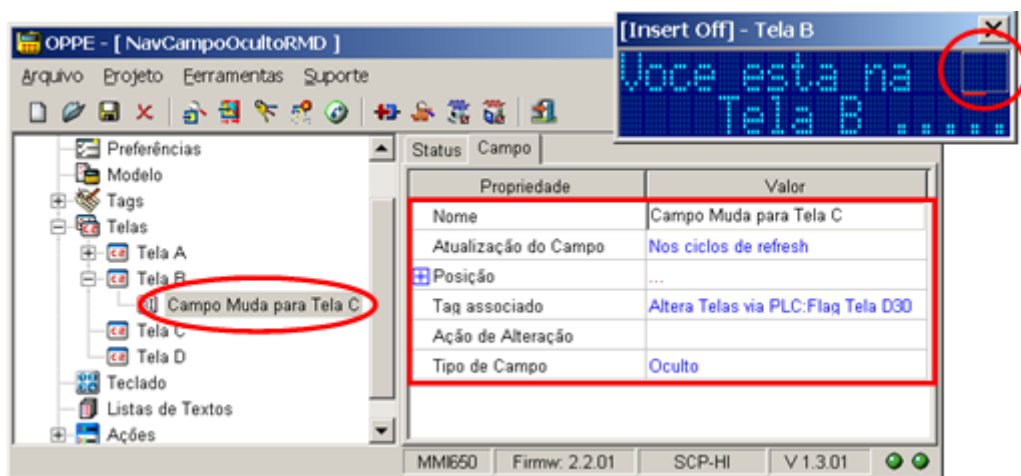 OPPE - [ NavCampoOcultoRMD ]
Arquivo Projeto Ferramentas Suporte
[Insert Off] - Tela B
Voce esta na
Tela B .....
Preferências
Modelo
Tags
Telas
Tela A
Tela B
Campo Muda para Tela C
Tela C
Tela D
Teclado
Listas de Textos
Ações
Status Campo
Propriedade Valor
Nome Campo Muda para Tela C
Atualização do Campo Nos ciclos de refresh
Posição ...
Tag associado Altera Telas via PLC:Flag Tela D30
Ação de Alteração
Tipo de Campo Oculto
MMI650 Firmw: 2.2.01 SCP-HI V 1.3.01